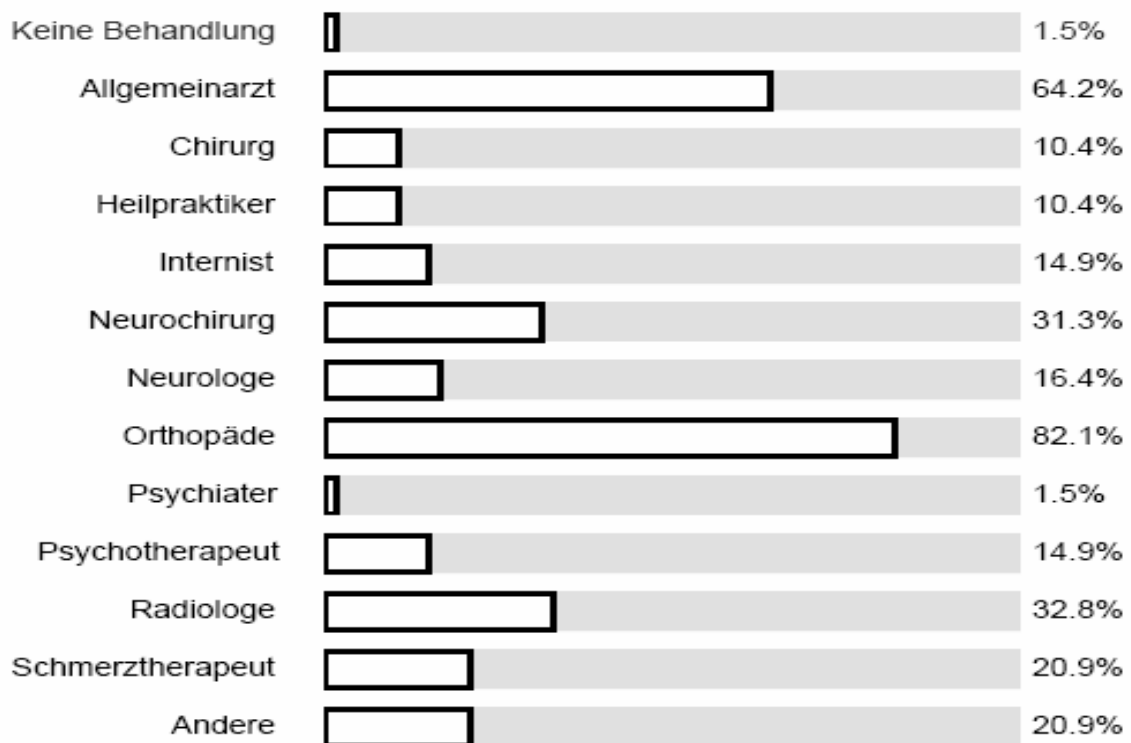 Keine Behandlung 1.5%
Allgemeinarzt 64.2%
Chirurg 10.4%
Heilpraktiker 10.4%
Internist 14.9%
Neurochirurg 31.3%
Neurologe 16.4%
Orthopäde 82.1%
Psychiater 1.5%
Psychotherapeut 14.9%
Radiologe 32.8%
Schmerztherapeut 20.9%
Andere 20.9%